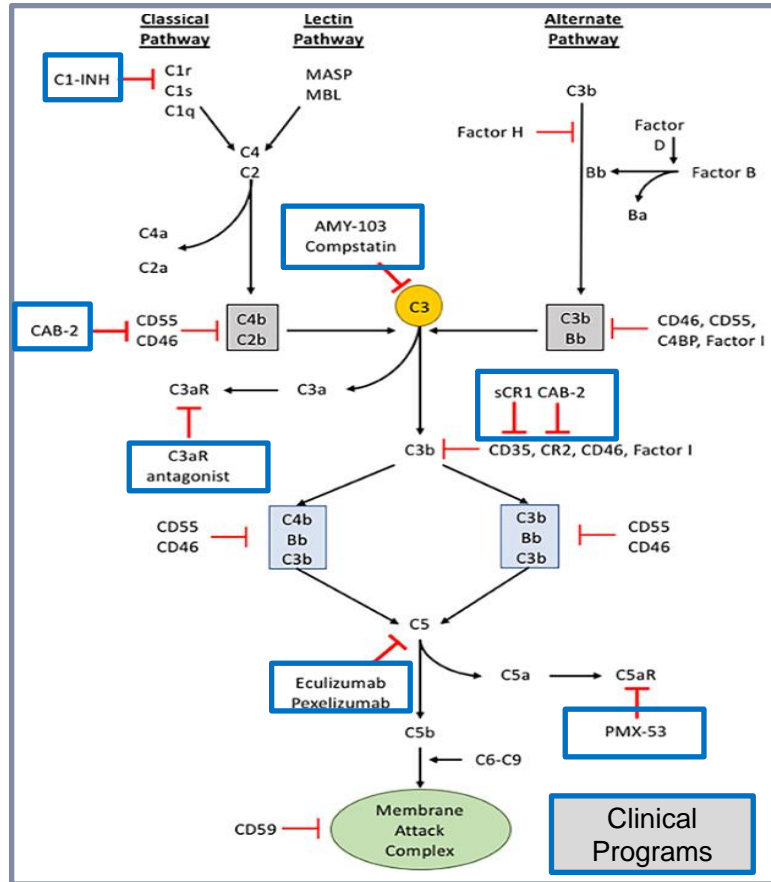 Classical
Pathway
Lectin
Pathway
Alternate
Pathway
C1-INH
C1r
C1s
C1q
MASP
MBL
C3b
Factor H
Factor
D
Bb
Factor B
Ba
C4
C2
C4a
C2a
AMY-103
Compstatin
C3
CAB-2
CD55
CD46
C4b
C2b
C3b
Bb
CD46, CD55,
C4BP, Factor I
C3aR
C3a
sCR1 CAB-2
C3aR
antagonist
C3b
CD35, CR2, CD46, Factor I
CD55
CD46
C4b
Bb
C3b
C3b
Bb
C3b
CD55
CD46
C5
Eculizumab
Pexelizumab
C5a
C5aR
PMX-53
C5b
C6-C9
CD59
Membrane
Attack
Complex
Clinical
Programs